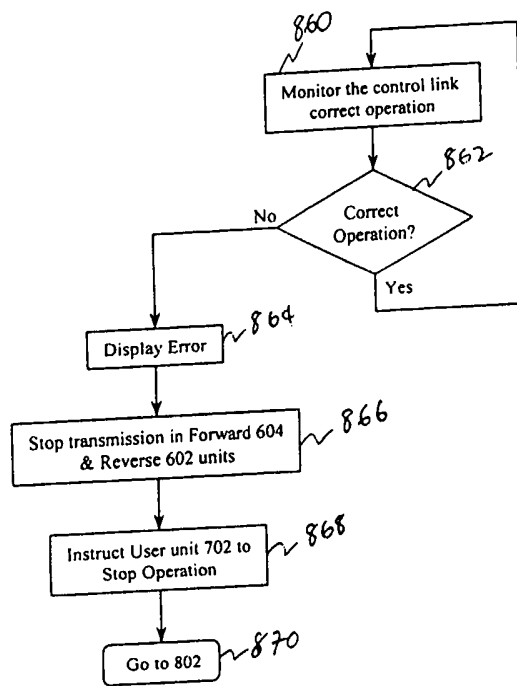 860
Monitor the control link
correct operation
862
No
Correct
Operation?
Yes
864
Display Error
866
Stop transmission in Forward 604
& Reverse 602 units
868
Instruct User unit 702 to
Stop Operation
870
Go to 802